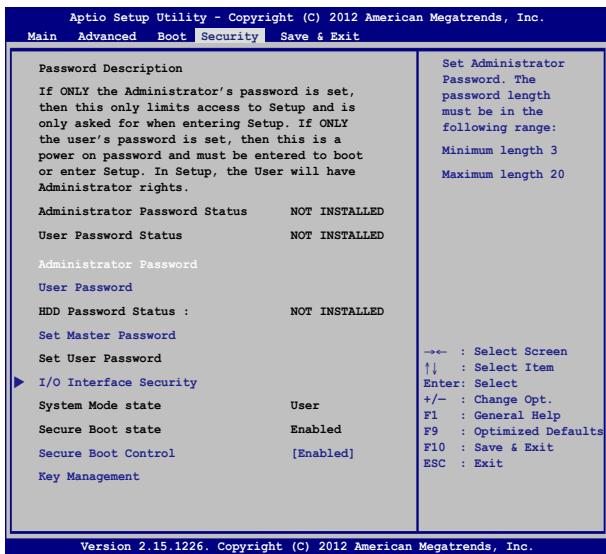 Aptio Setup Utility - Copyright (C) 2012 American Megatrends, Inc.
Main Advanced Boot Security Save & Exit
Password Description
If ONLY the Administrator's password is set,
then this only limits access to Setup and is
only asked for when entering Setup. If ONLY
the user's password is set, then this is a
power on password and must be entered to boot
or enter Setup. In Setup, the User will have
Administrator rights.
Administrator Password Status NOT INSTALLED
User Password Status NOT INSTALLED
Administrator Password
User Password
HDD Password Status : NOT INSTALLED
Set Master Password
Set User Password
I/O Interface Security
System Mode state User
Secure Boot state Enabled
Secure Boot Control [Enabled]
Key Management
Set Administrator
Password. The
password length
must be in the
following range:
Minimum length 3
Maximum length 20
→← : Select Screen
↑↓ : Select Item
Enter: Select
+/— : Change Opt.
F1 : General Help
F9 : Optimized Defaults
F10 : Save & Exit
ESC : Exit
Version 2.15.1226. Copyright (C) 2012 American Megatrends, Inc.